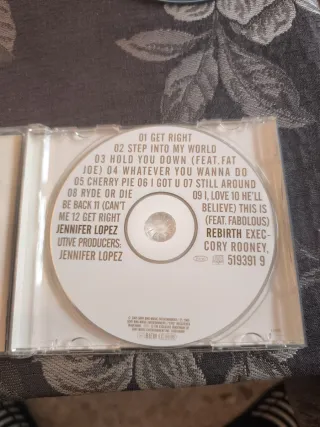 01 GET RIGHT
02 STEP INTO MY WORLD
03 HOLD YOU DOWN (FEAT. FAT
JOE) 04 WHATEVER YOU WANNA DO
05 CHERRY PIE 06 I GOT U 07 STILL AROUND
08 RYDE OR DIE 09 I, LOVE 10 HE'LL
BE BACK 11 (CAN'T BELIEVE) THIS IS
ME 12 GET RIGHT (FEAT. FABOLOUS)
JENNIFER LOPEZ REBIRTH EXEC-
UTIVE PRODUCERS: CORY ROONEY,
JENNIFER LOPEZ 519391 9